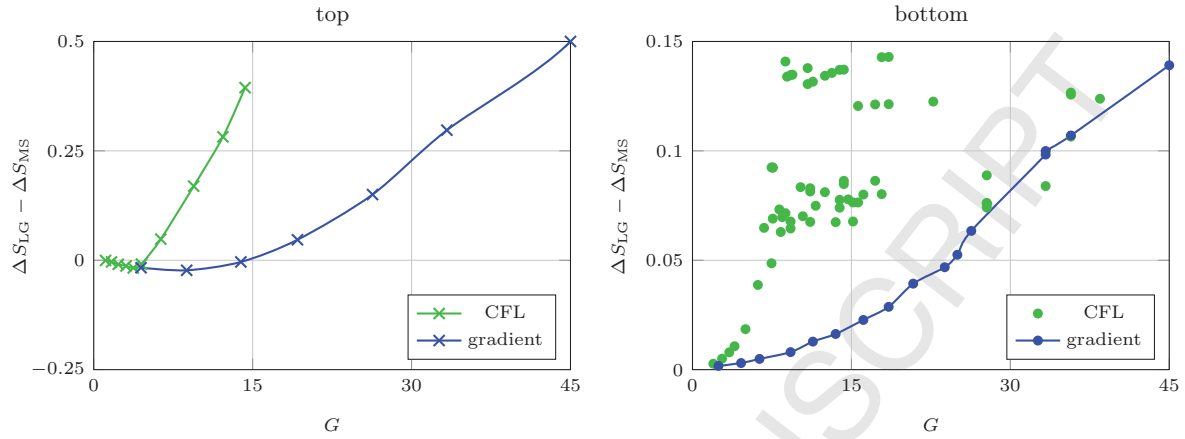 top
0.5
0.25
0
−0.25
0
15
30
45
ΔS_LG − ΔS_MS
G
CFL
gradient
bottom
0.15
0.1
0.05
0
0
15
30
45
ΔS_LG − ΔS_MS
G
CFL
gradient
USCRIPT